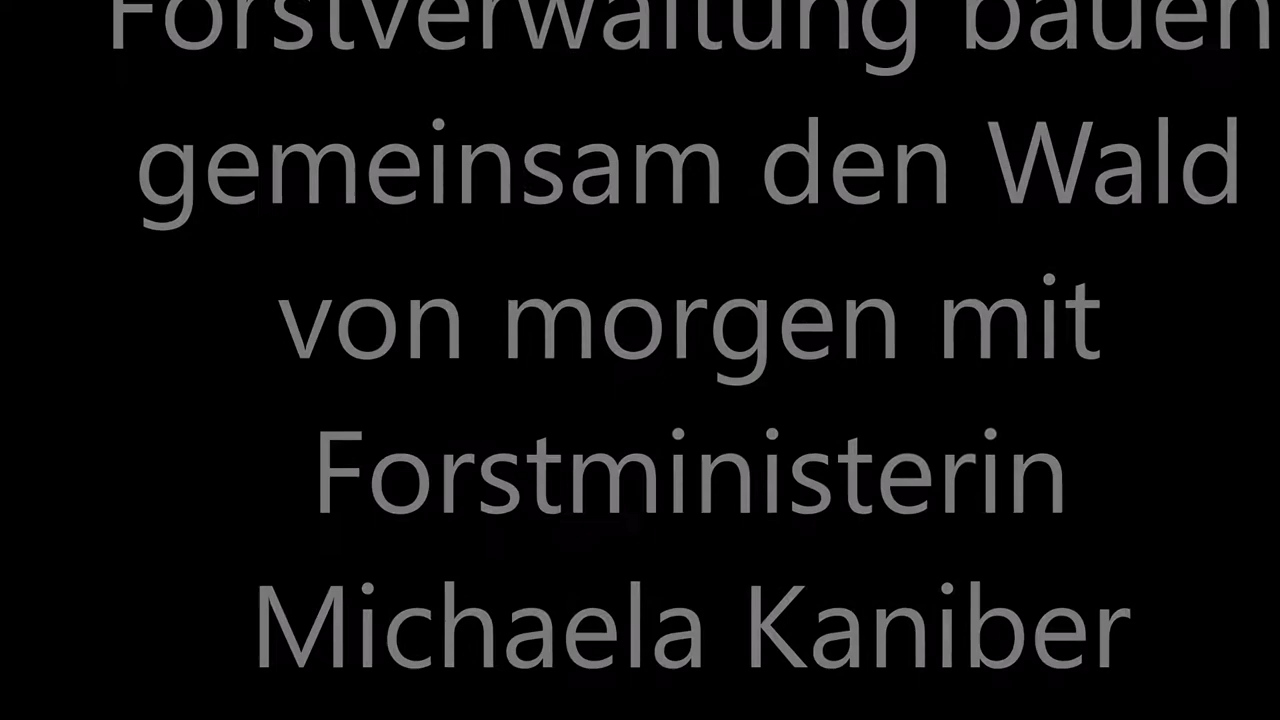 Forstverwaltung bauen
gemeinsam den Wald
von morgen mit
Forstministerin
Michaela Kaniber